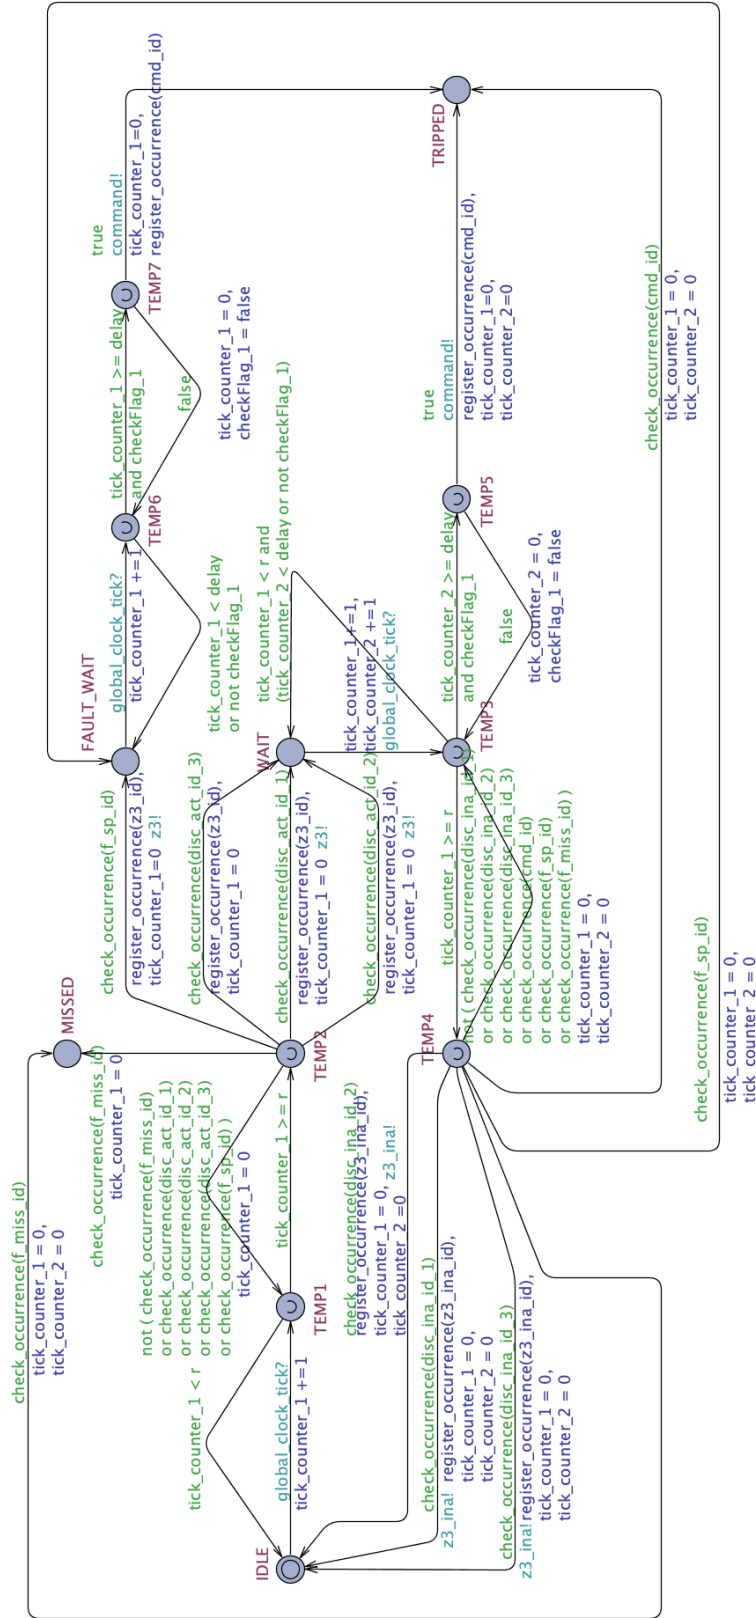 check_occurrence(f_miss_id)
tick_counter_1 = 0,
tick_counter_2 = 0
MISSED
check_occurrence(f_miss_id)
tick_counter_1 = 0
FAULT_WAIT
check_occurrence(f_sp_id)
register_occurrence(z3_id),
tick_counter_1=0 z3!
global_clock_tick?
tick_counter_1 +=1
TEMP6
tick_counter_1 >= delay
and checkFlag_1
TEMP7
true
command!
tick_counter_1=0,
register_occurrence(cmd_id)
false
tick_counter_1 = 0,
checkFlag_1 = false
tick_counter_1 < delay
or not checkFlag_1
not ( check_occurrence(f_miss_id)
or check_occurrence(disc_act_id_1)
or check_occurrence(disc_act_id_2)
or check_occurrence(disc_act_id_3)
or check_occurrence(f_sp_id) )
tick_counter_1 = 0
check_occurrence(disc_act_id_3)
register_occurrence(z3_id),
tick_counter_1 = 0
tick_counter_1 < r
IDLE
global_clock_tick?
tick_counter_1 +=1
TEMP1
tick_counter_1 >= r
TEMP2
check_occurrence(disc_act_id_1)
register_occurrence(z3_id),
tick_counter_1 = 0 z3!
WAIT
tick_counter_1 < r and
(tick_counter_2 < delay or not checkFlag_1)
check_occurrence(disc_act_id_2)
register_occurrence(z3_id),
tick_counter_1 = 0 z3!
tick_counter_1 +=1,
tick_counter_2 +=1
global_clock_tick?
check_occurrence(disc_ina_id_2)
register_occurrence(z3_ina_id),
tick_counter_1 = 0, z3_ina!
tick_counter_2 =0
TEMP4
tick_counter_1 >= r
TEMP3
tick_counter_2 >= delay
and checkFlag_1
TEMP5
true
command!
register_occurrence(cmd_id),
tick_counter_1=0,
tick_counter_2=0
TRIPPED
not ( check_occurrence(disc_ina_id_1)
or check_occurrence(disc_ina_id_2)
or check_occurrence(disc_ina_id_3)
or check_occurrence(cmd_id)
or check_occurrence(f_sp_id)
or check_occurrence(f_miss_id) )
tick_counter_1 = 0,
tick_counter_2 = 0
false
tick_counter_2 = 0,
checkFlag_1 = false
check_occurrence(disc_ina_id_1)
z3_ina! register_occurrence(z3_ina_id),
tick_counter_1 = 0,
tick_counter_2 = 0
check_occurrence(disc_ina_id_3)
z3_ina! register_occurrence(z3_ina_id),
tick_counter_1 = 0,
tick_counter_2 = 0
check_occurrence(cmd_id)
tick_counter_1 = 0,
tick_counter_2 = 0
check_occurrence(f_sp_id)
tick_counter_1 = 0,
tick_counter_2 = 0